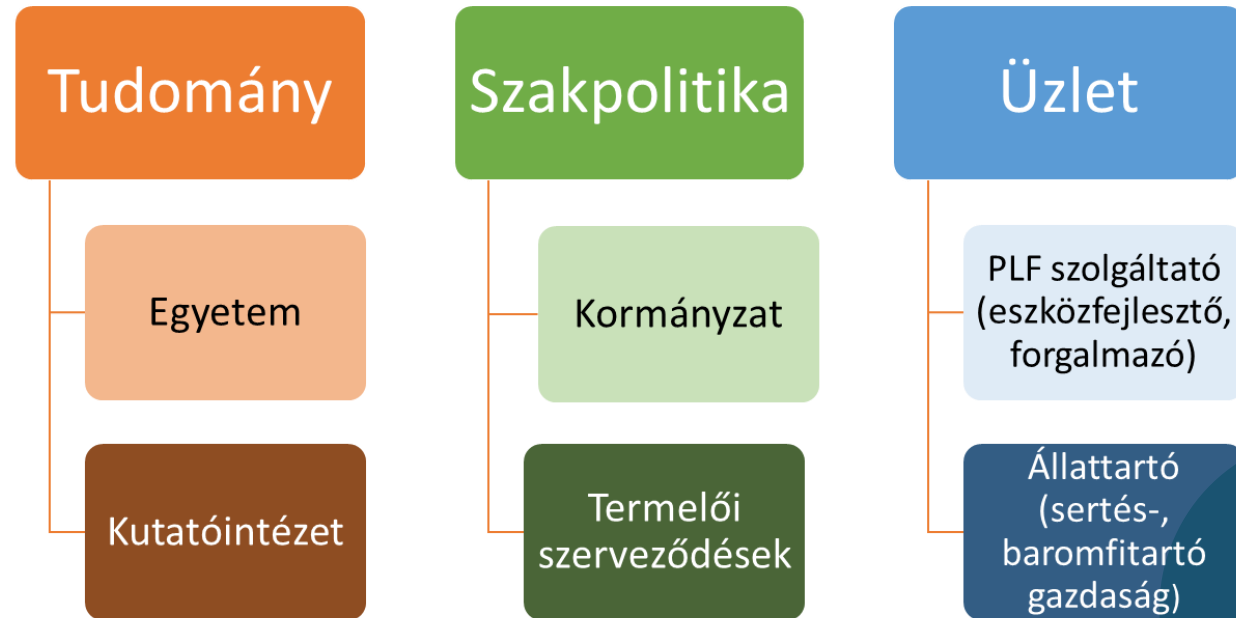 Tudomány
Egyetem
Kutatóintézet
Szakpolitika
Kormányzat
Termelői
szerveződések
Üzlet
PLF szolgáltató
(eszközfejlesztő,
forgalmazó)
Állattartó
(sertés-,
baromfitartó
gazdaság)